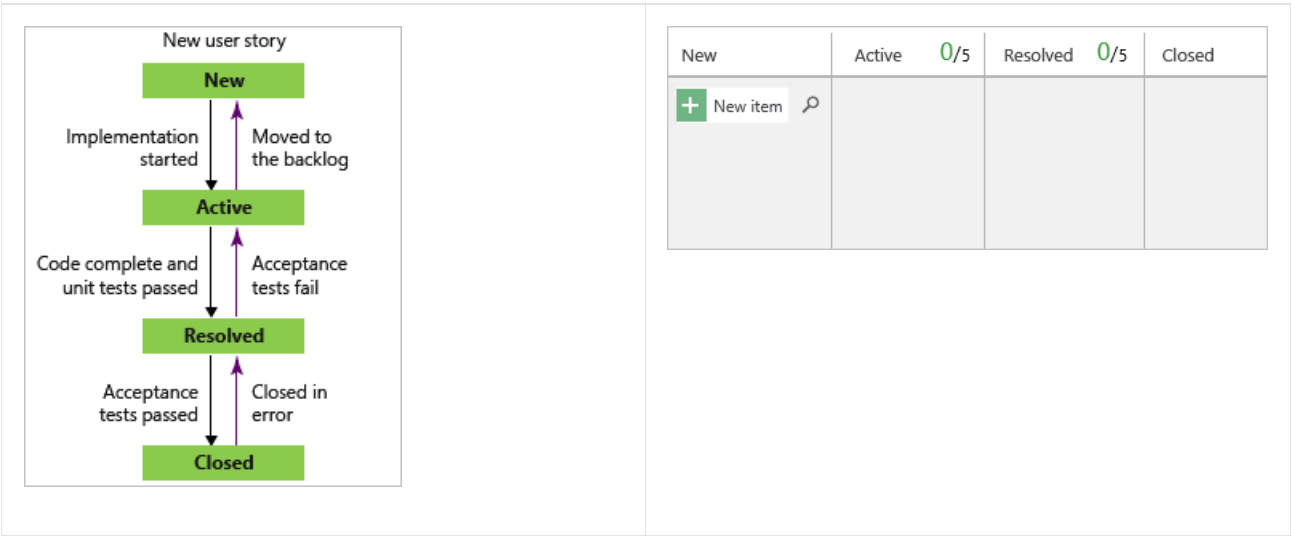 New user story
New
Implementation
started
Moved to
the backlog
Active
Code complete and
unit tests passed
Acceptance
tests fail
Resolved
Acceptance
tests passed
Closed in
error
Closed
New Active 0/5 Resolved 0/5 Closed
New item